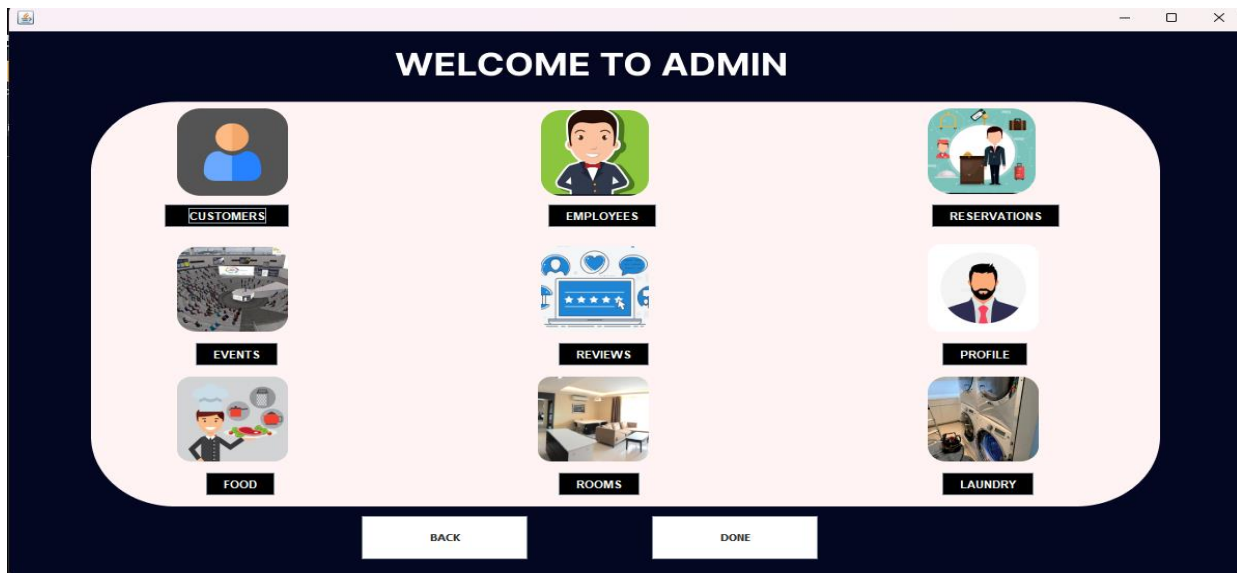 WELCOME TO ADMIN
CUSTOMERS
EMPLOYEES
RESERVATIONS
EVENTS
REVIEWS
PROFILE
FOOD
ROOMS
LAUNDRY
BACK
DONE